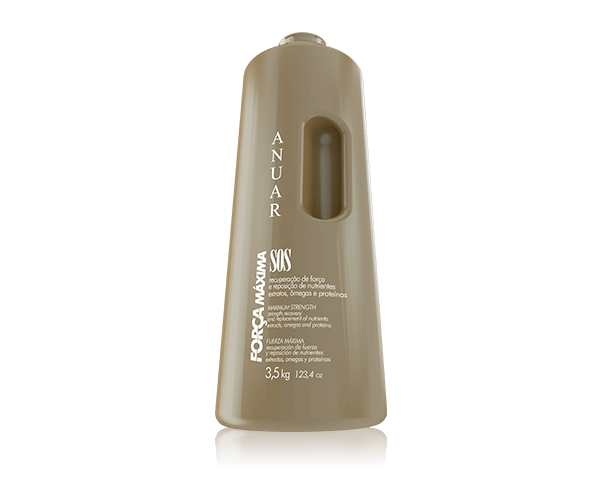 ANUAR
FORÇA MÁXIMA
SOS
recuperação de força
e reposição de nutrientes
extratos, ômegas e proteínas
MAXIMUM STRENGTH
strength recovery
and replacement of nutrients
extracts, omegas and proteins
FUERZA MÁXIMA
recuperación de fuerza
y reposición de nutrientes
extractos, omegas y proteínas
3,5 kg 123,4 oz